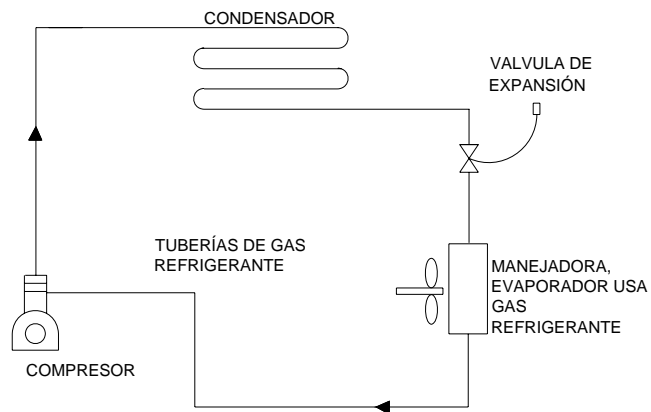 CONDENSADOR
VALVULA DE
EXPANSIÓN
TUBERÍAS DE GAS
REFRIGERANTE
MANEJADORA,
EVAPORADOR USA
GAS
REFRIGERANTE
COMPRESOR